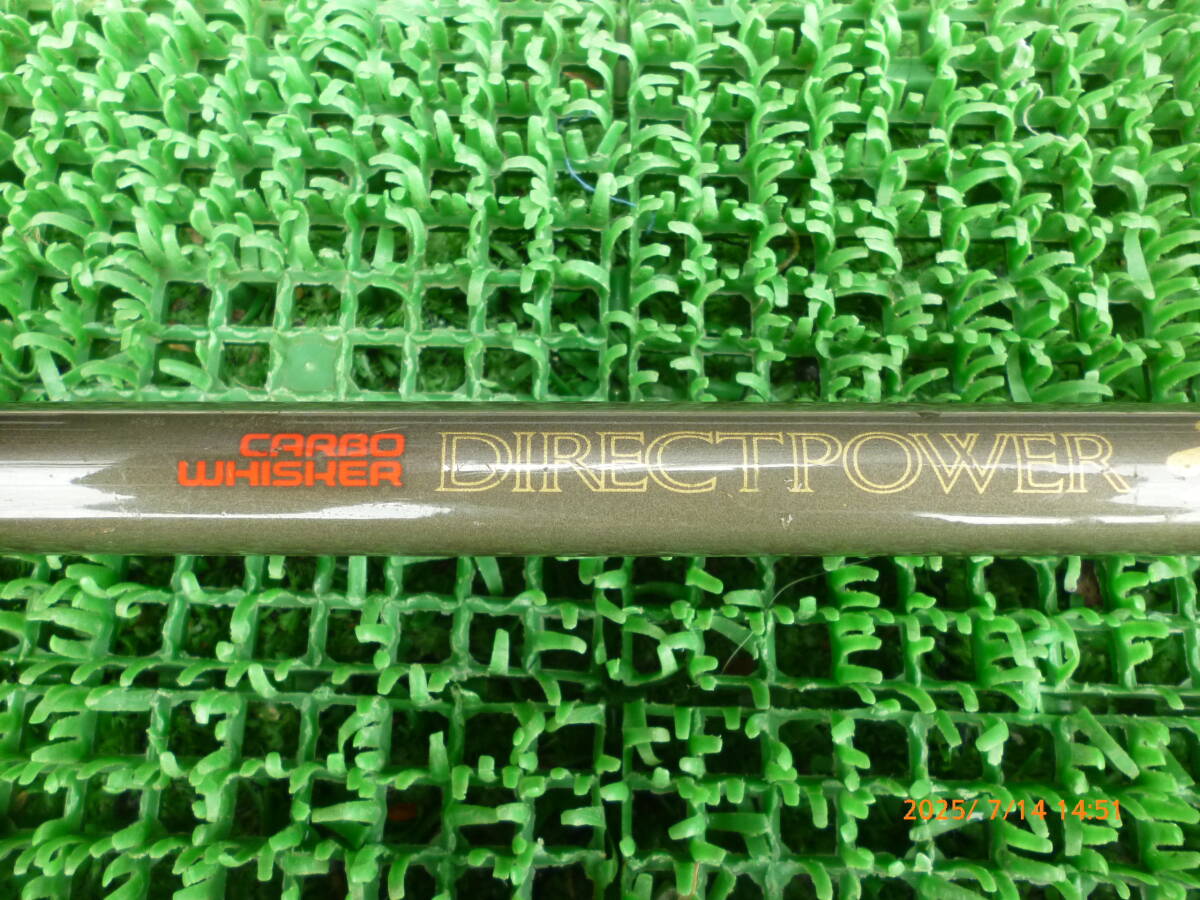 CARBO
WHISKER
DIRECTPOWER
2025/ 7/14 14:51